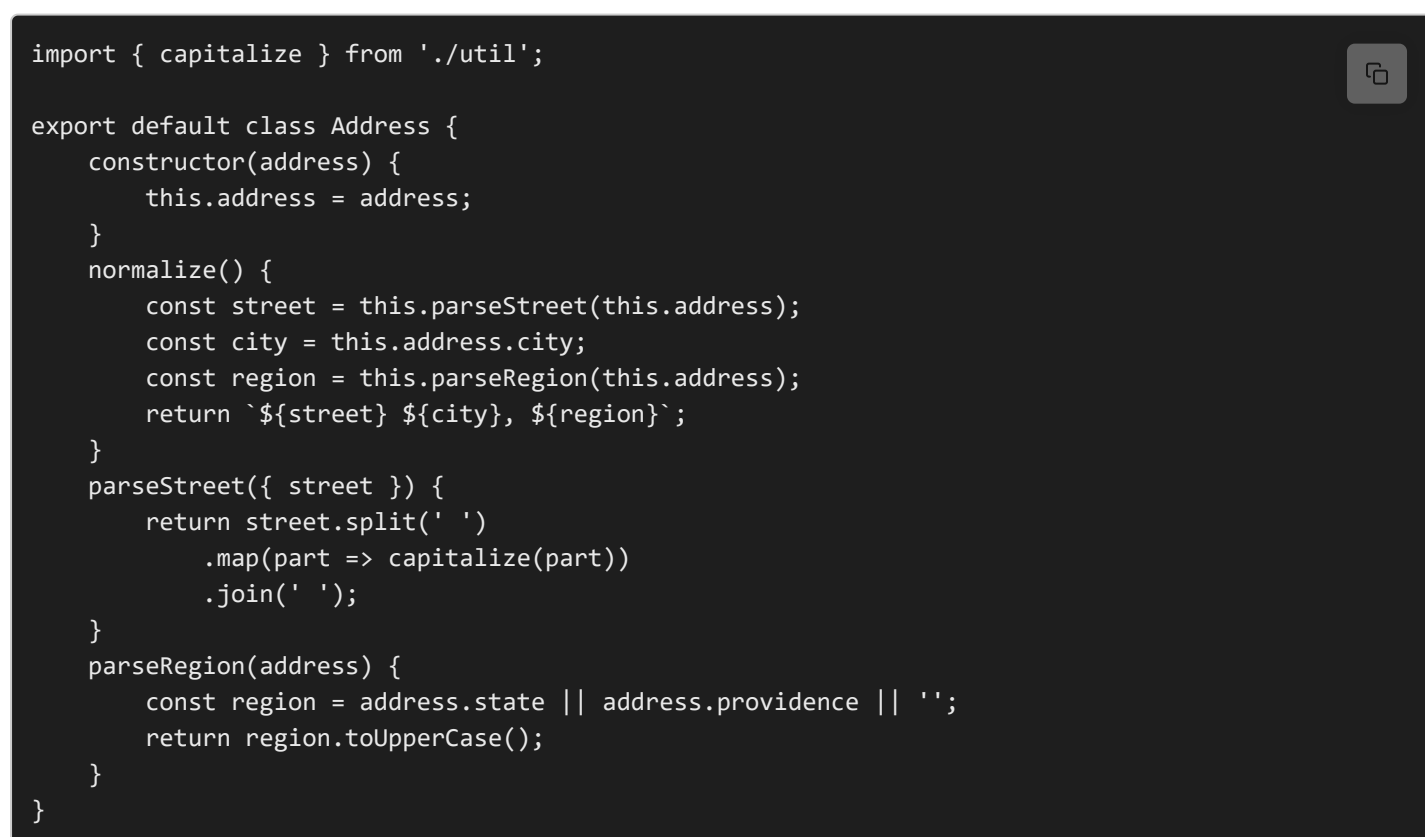 import { capitalize } from './util';

export default class Address {
    constructor(address) {
        this.address = address;
    }
    normalize() {
        const street = this.parseStreet(this.address);
        const city = this.address.city;
        const region = this.parseRegion(this.address);
        return `${street} ${city}, ${region}`;
    }
    parseStreet({ street }) {
        return street.split(' ')
            .map(part => capitalize(part))
            .join(' ');
    }
    parseRegion(address) {
        const region = address.state || address.providence || '';
        return region.toUpperCase();
    }
}